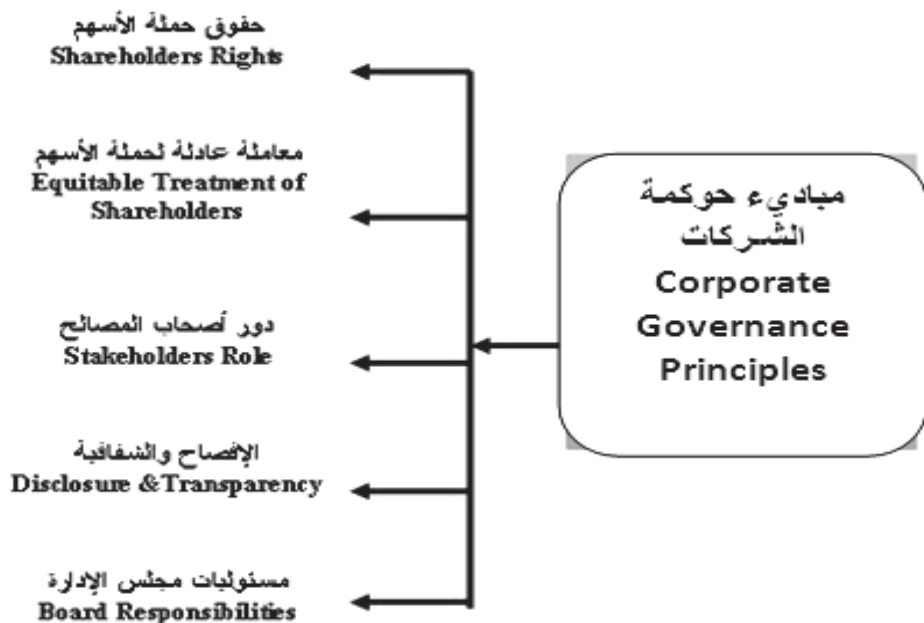 حقوق حملة الأسهم
Shareholders Rights
معاملة عادلة لحملة الأسهم
Equitable Treatment of
Shareholders
دور أصحاب المصالح
Stakeholders Role
الإفصاح والشفافية
Disclosure &Transparency
مسئوليات مجلس الإدارة
Board Responsibilities
مباديء حوكمة
الشركات
Corporate
Governance
Principles